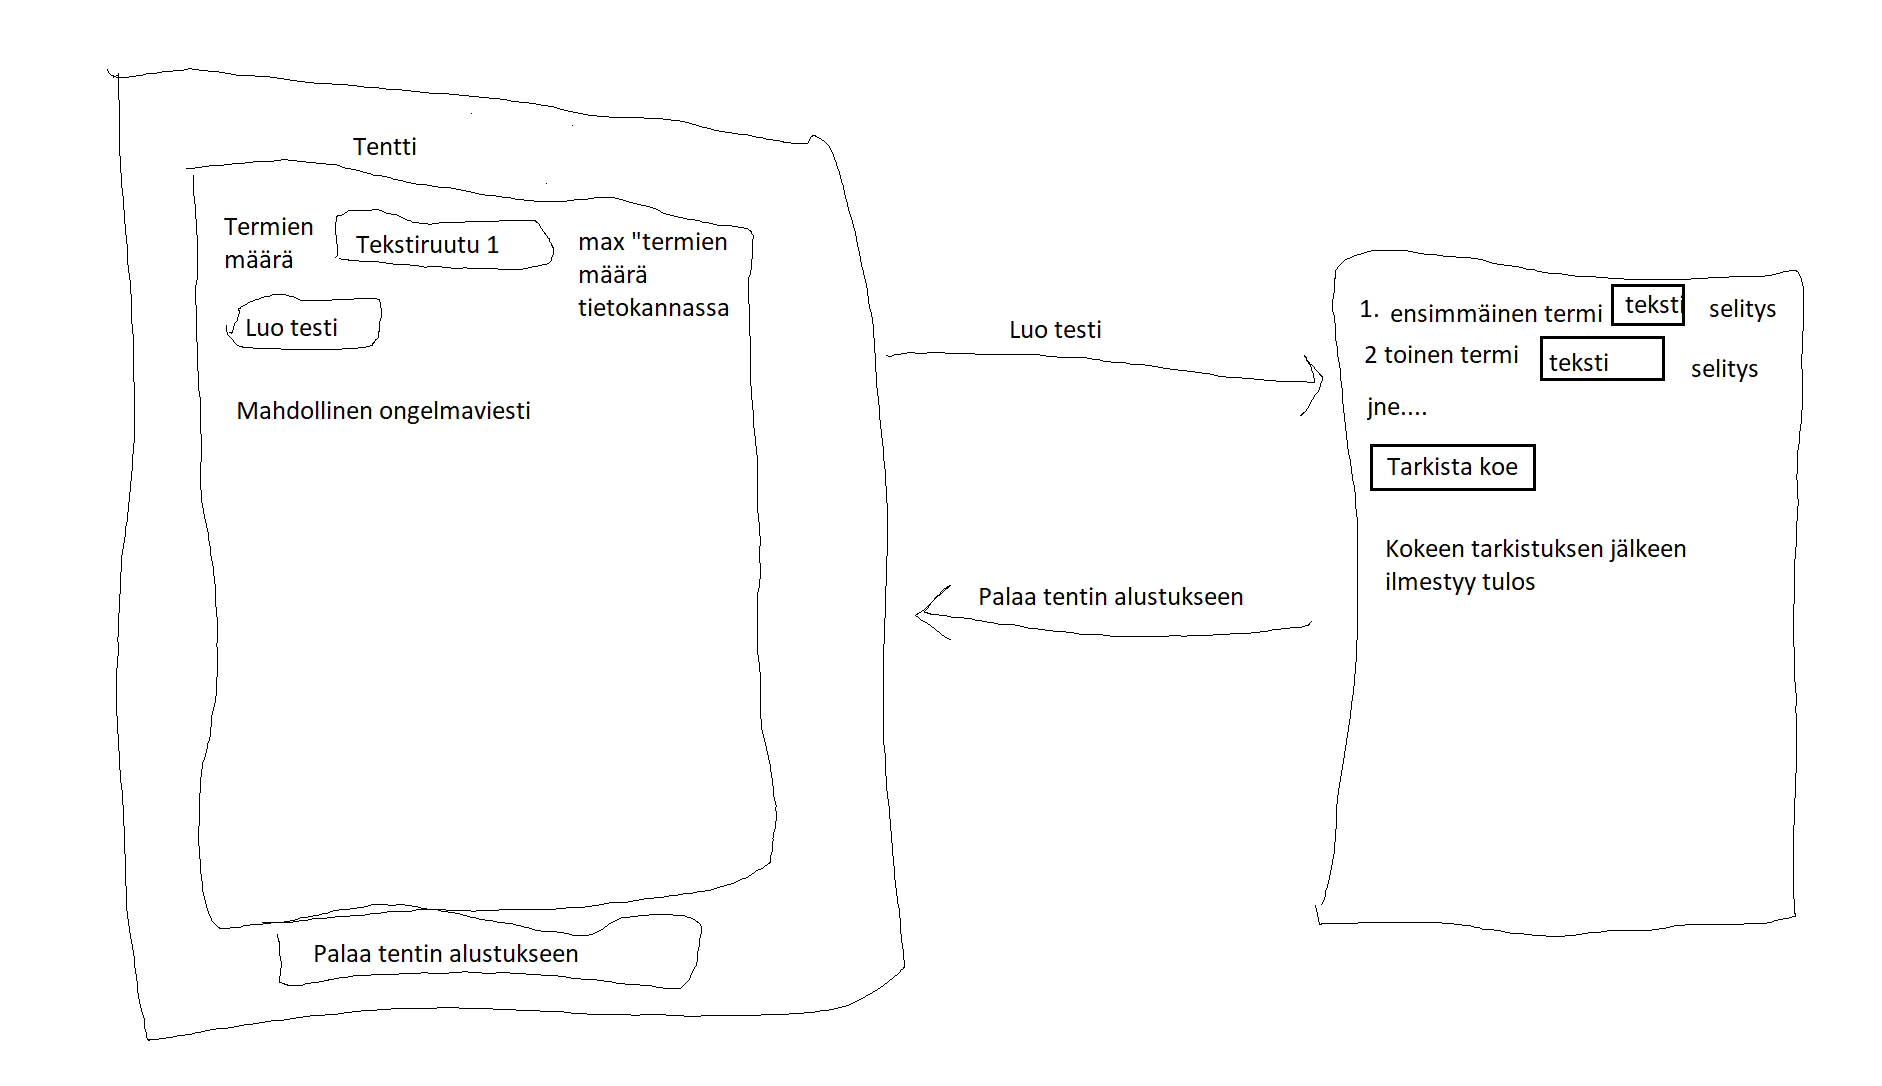 Tentti
Termien
määrä
Tekstiruutu 1
max "termien
määrä
tietokannassa
Luo testi
Mahdollinen ongelmaviesti
Palaa tentin alustukseen
Luo testi
Palaa tentin alustukseen
1. ensimmäinen termi teksti selitys
2 toinen termi teksti selitys
jne....
Tarkista koe
Kokeen tarkistuksen jälkeen
ilmestyy tulos